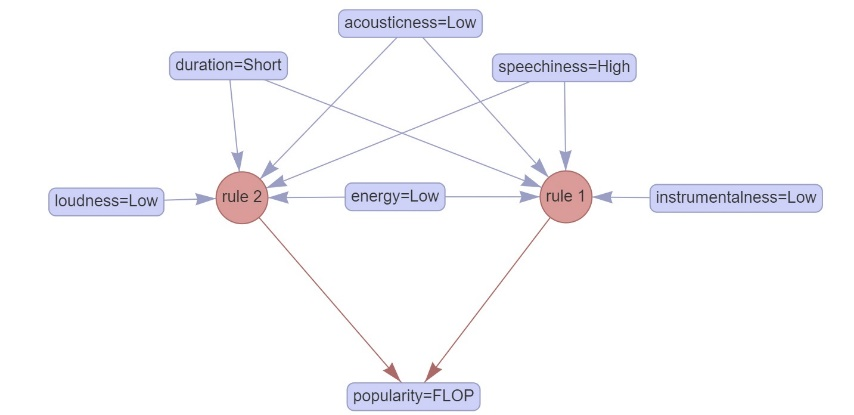 acousticness=Low
duration=Short
speechiness=High
loudness=Low
rule 2
energy=Low
rule 1
instrumentalness=Low
popularity=FLOP